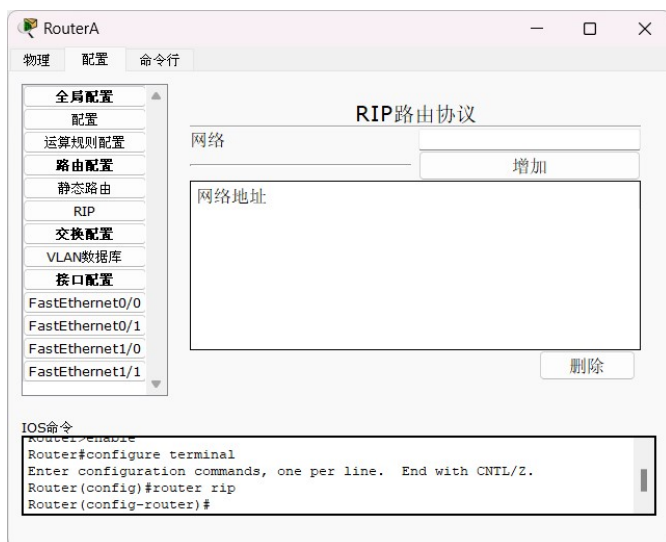 RouterA
物理 配置 命令行
全局配置
配置
运算规则配置
路由配置
静态路由
RIP
交换配置
VLAN数据库
接口配置
FastEthernet0/0
FastEthernet0/1
FastEthernet1/0
FastEthernet1/1
RIP路由协议
网络
增加
网络地址
删除
IOS命令
Router>enable
Router#configure terminal
Enter configuration commands, one per line.  End with CNTL/Z.
Router(config)#router rip
Router(config-router)#